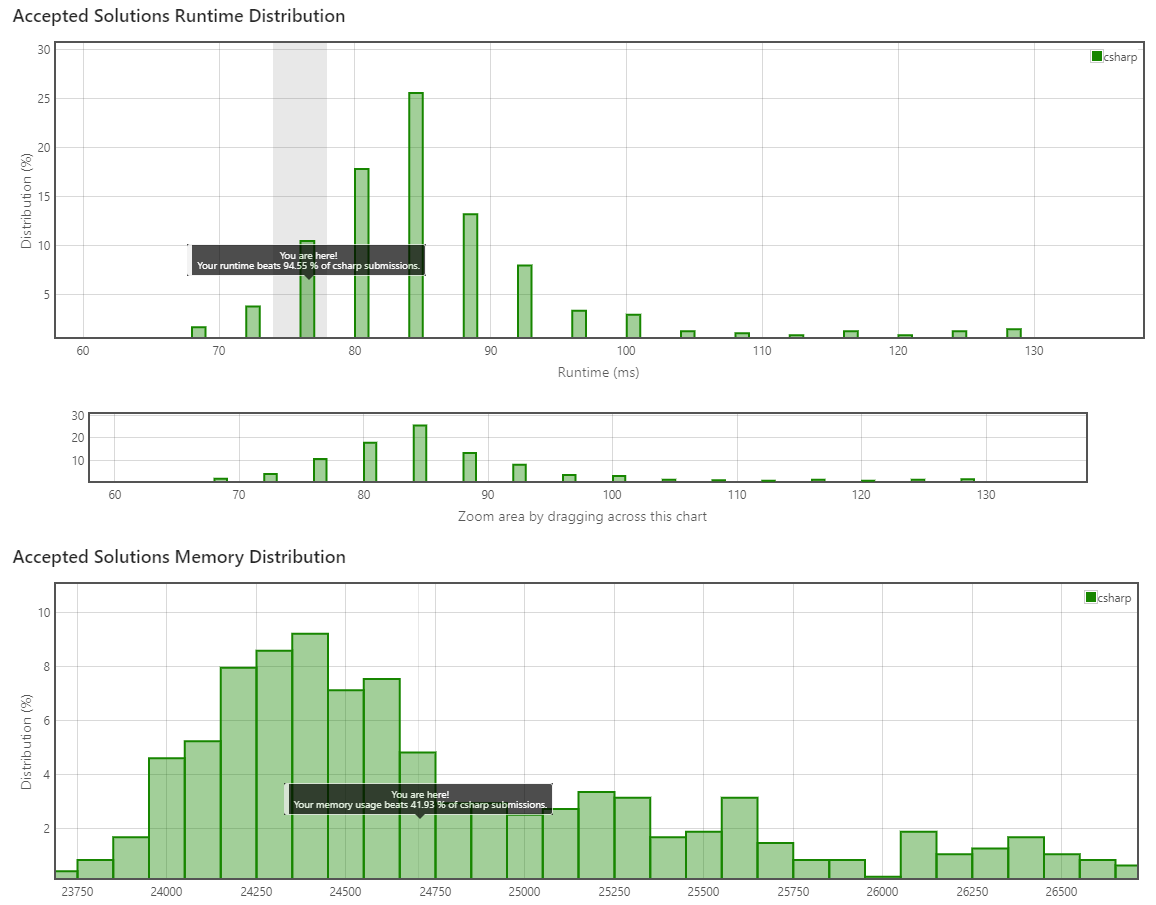 Accepted Solutions Runtime Distribution
csharp
30
25
20
15
10
5
Distribution (%)
You are here!
Your runtime beats 94.55 % of csharp submissions.
60 70 80 90 100 110 120 130
Runtime (ms)
30
20
10
60 70 80 90 100 110 120 130
Zoom area by dragging across this chart
Accepted Solutions Memory Distribution
csharp
10
8
6
4
2
Distribution (%)
You are here!
Your memory usage beats 41.93 % of csharp submissions.
23750 24000 24250 24500 24750 25000 25250 25500 25750 26000 26250 26500